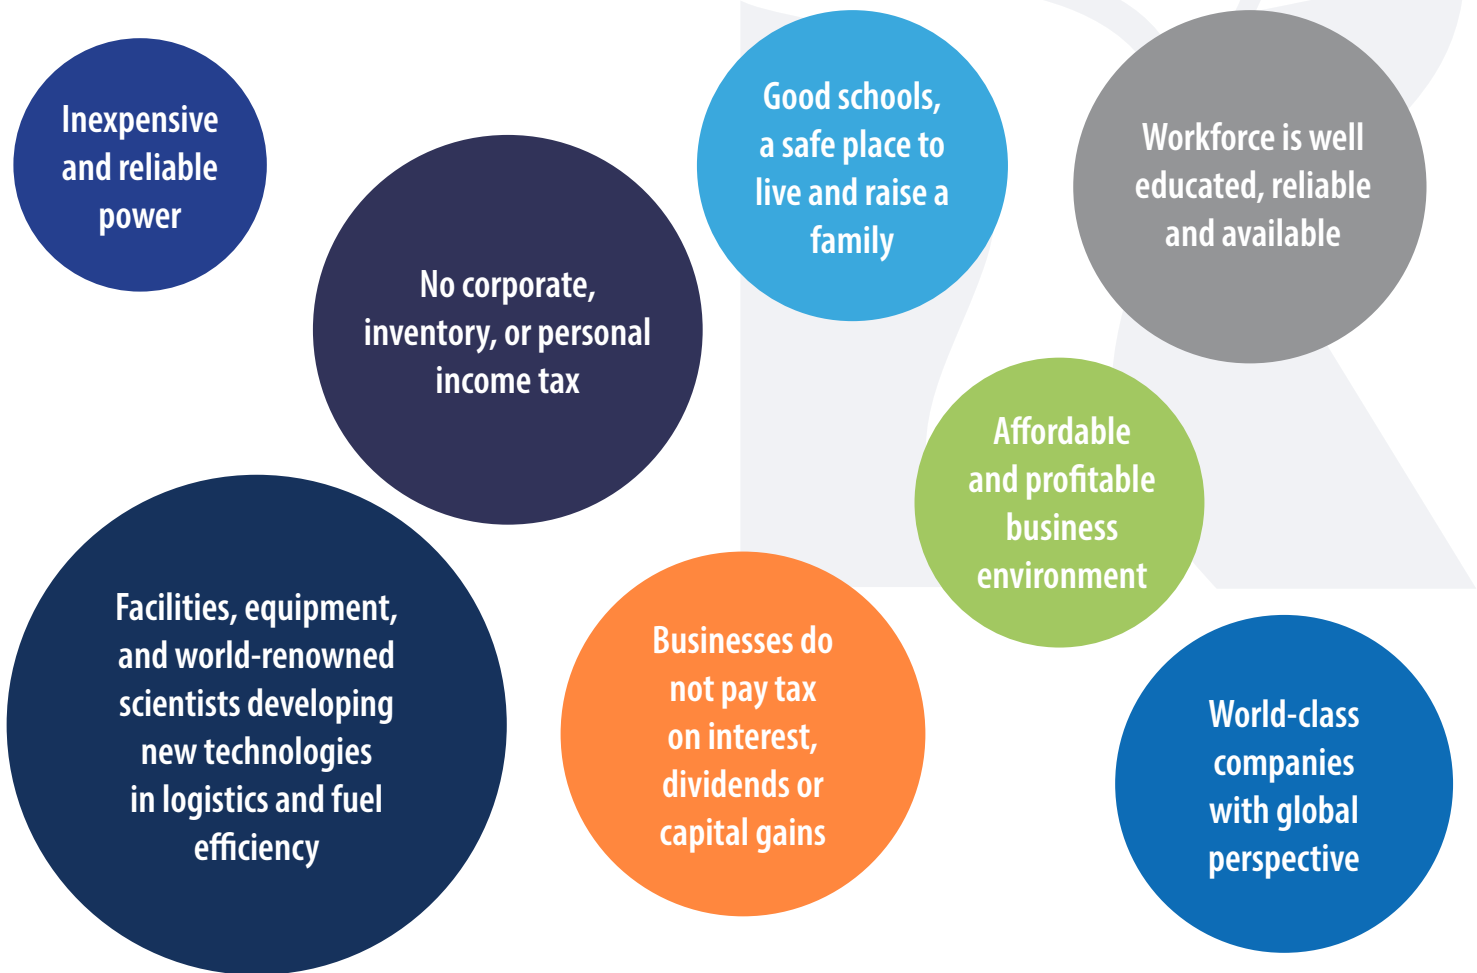 Inexpensive
and reliable
power
No corporate,
inventory, or personal
income tax
Good schools,
a safe place to
live and raise a
family
Workforce is well
educated, reliable
and available
Affordable
and profitable
business
environment
Facilities, equipment,
and world-renowned
scientists developing
new technologies
in logistics and fuel
efficiency
Businesses do
not pay tax
on interest,
dividends or
capital gains
World-class
companies
with global
perspective